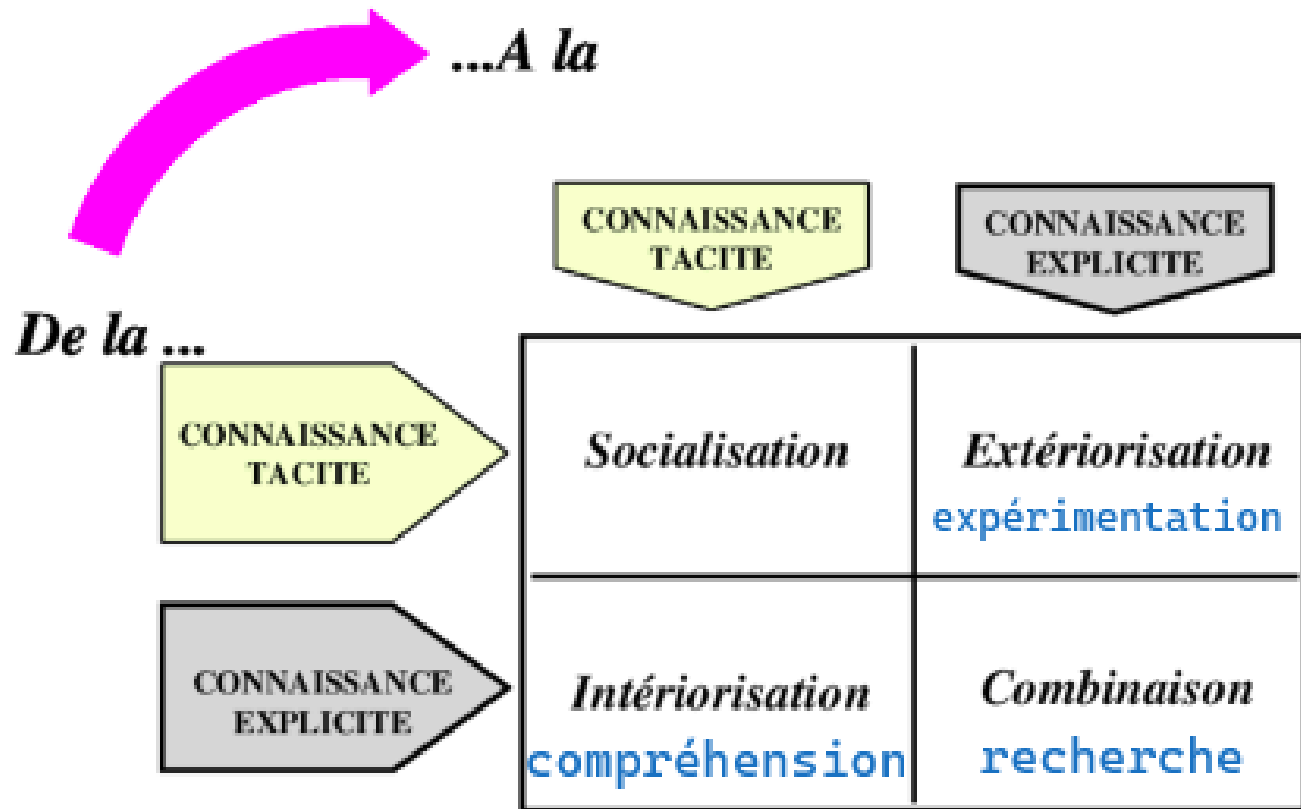 ...A la
CONNAISSANCE
TACITE
CONNAISSANCE
EXPLICITE
De la ...
CONNAISSANCE
TACITE
Socialisation
Extériorisation
expérimentation
CONNAISSANCE
EXPLICITE
Intériorisation
compréhension
Combinaison
recherche